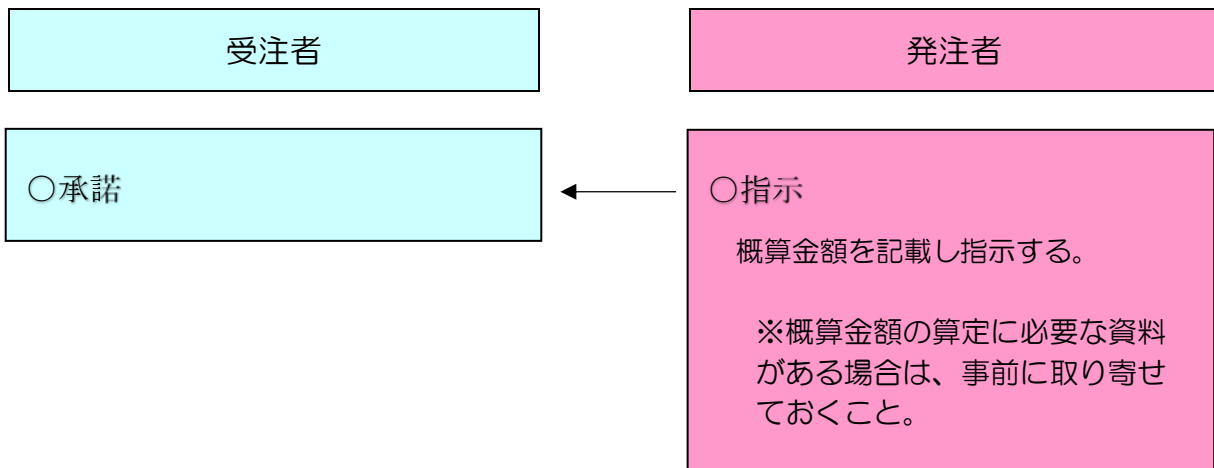 受注者
発注者
○承諾
○指示
概算金額を記載し指示する。
※概算金額の算定に必要な資料
がある場合は、事前に取り寄せ
ておくこと。